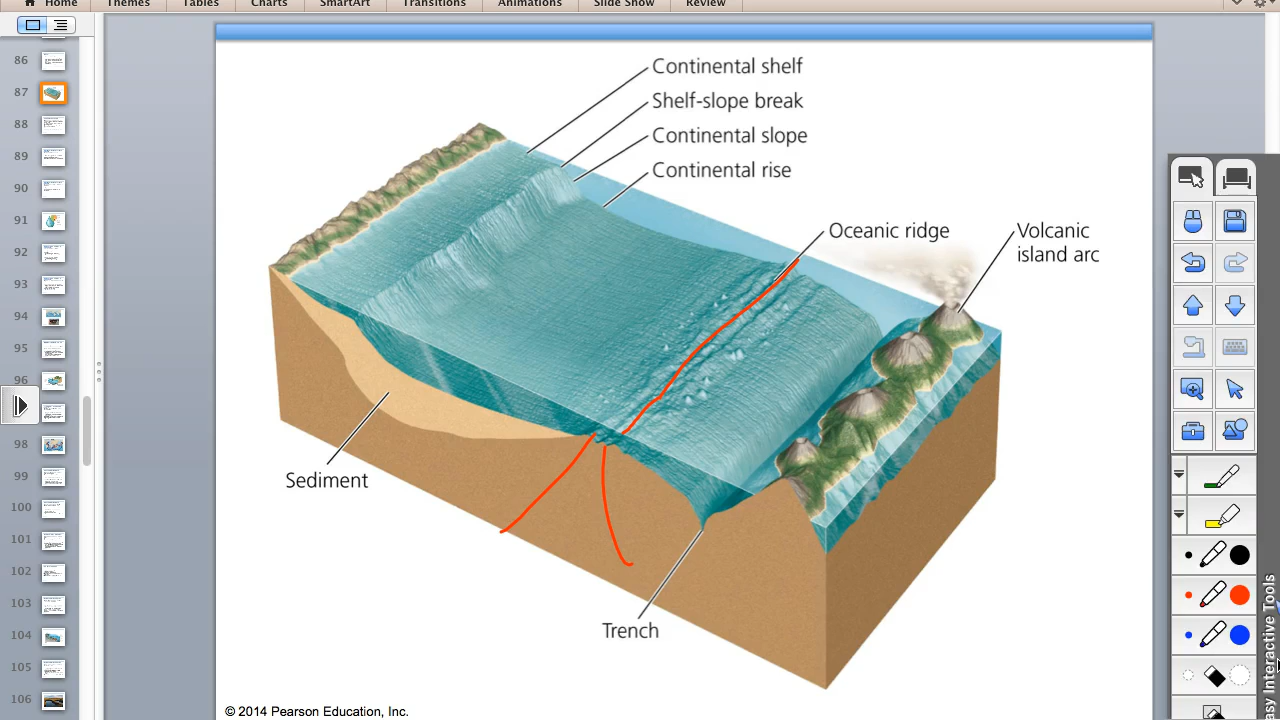 Home
Themes
Tables
Charts
SmartArt
Transitions
Animations
Slide Show
Review
86
87
88
89
90
91
92
93
94
95
96
98
99
100
101
102
103
104
105
106
Continental shelf
Shelf-slope break
Continental slope
Continental rise
Oceanic ridge
Volcanic
island arc
Sediment
Trench
© 2014 Pearson Education, Inc.
Interactive Tools